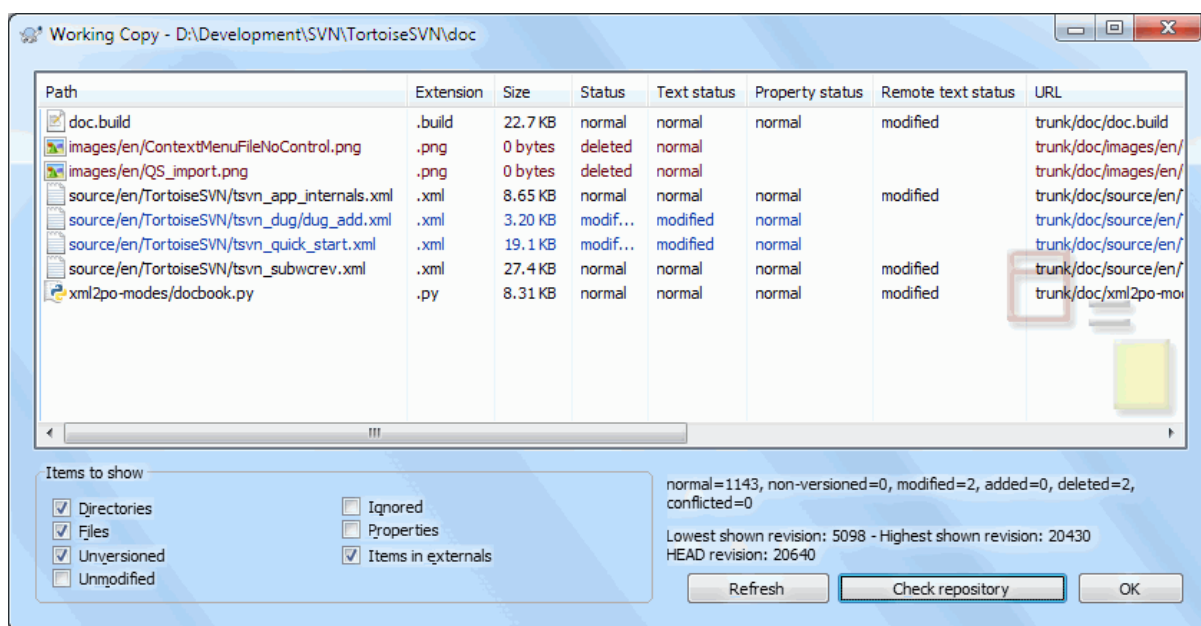 Working Copy - D:\Development\SVN\TortoiseSVN\doc
Path Extension Size Status Text status Property status Remote text status URL
doc.build .build 22.7 KB normal normal normal modified trunk/doc/doc.build
images/en/ContextMenuFileNoControl.png .png 0 bytes deleted normal trunk/doc/images/en/
images/en/QS_import.png .png 0 bytes deleted normal trunk/doc/images/en/
source/en/TortoiseSVN/tsvn_app_internals.xml .xml 8.65 KB normal normal normal modified trunk/doc/source/en/
source/en/TortoiseSVN/tsvn_dug/dug_add.xml .xml 3.20 KB modif... modified normal trunk/doc/source/en/
source/en/TortoiseSVN/tsvn_quick_start.xml .xml 19.1 KB modif... modified normal trunk/doc/source/en/
source/en/TortoiseSVN/tsvn_subwcrev.xml .xml 27.4 KB normal normal normal modified trunk/doc/source/en/
xml2po-modes/docbook.py .py 8.31 KB normal normal normal modified trunk/doc/xml2po-mo
Items to show
Directories Ignored
Files Properties
Unversioned Items in externals
Unmodified
normal=1143, non-versioned=0, modified=2, added=0, deleted=2,
conflicted=0
Lowest shown revision: 5098 - Highest shown revision: 20430
HEAD revision: 20640
Refresh Check repository OK